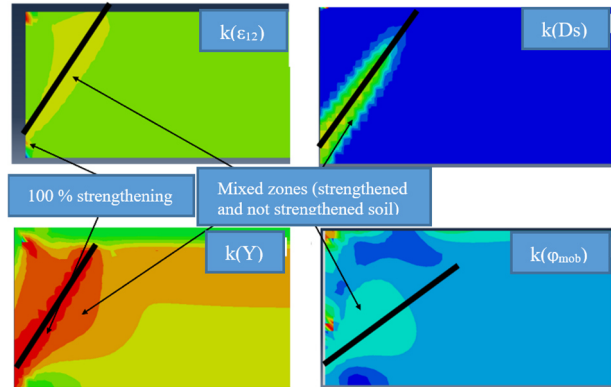 k(ε12)
k(Ds)
100 % strengthening
Mixed zones (strengthened
and not strengthened soil)
k(Y)
k(φmob)